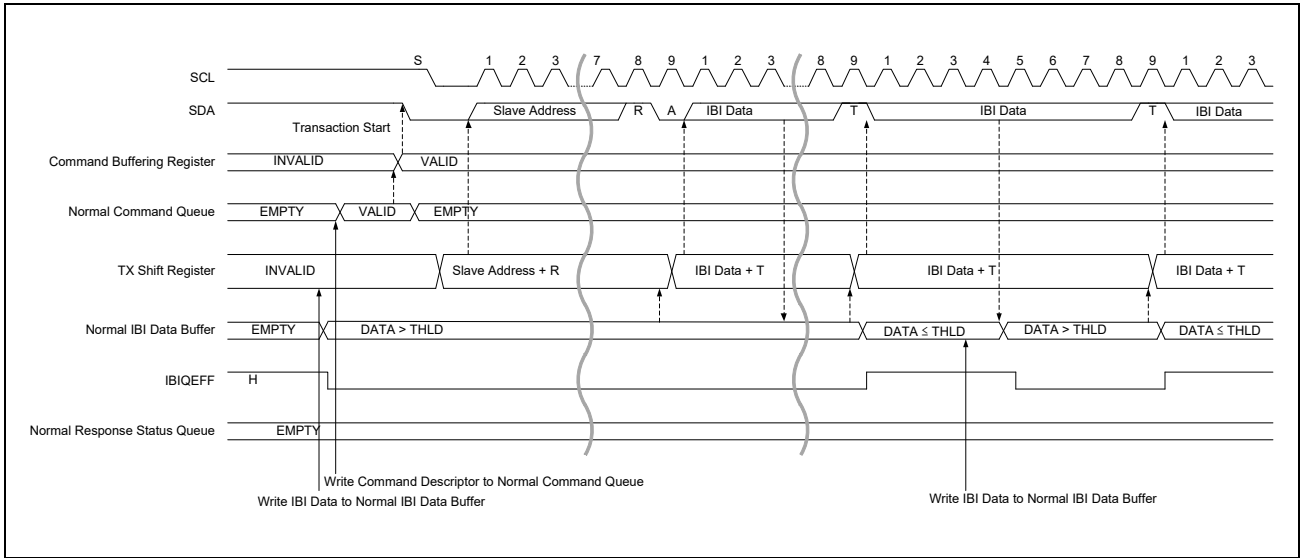 S 1 2 3 7 8 9 1 2 3 8 9 1 2 3 4 5 6 7 8 9 1 2 3
SCL
SDA Slave Address R A IBI Data T IBI Data T IBI Data
Transaction Start
Command Buffering Register INVALID VALID
Normal Command Queue EMPTY VALID EMPTY
TX Shift Register INVALID Slave Address + R IBI Data + T IBI Data + T IBI Data + T
Normal IBI Data Buffer EMPTY DATA > THLD DATA ≤ THLD DATA > THLD DATA ≤ THLD
IBIQEFF H
Normal Response Status Queue EMPTY
Write Command Descriptor to Normal Command Queue
Write IBI Data to Normal IBI Data Buffer Write IBI Data to Normal IBI Data Buffer